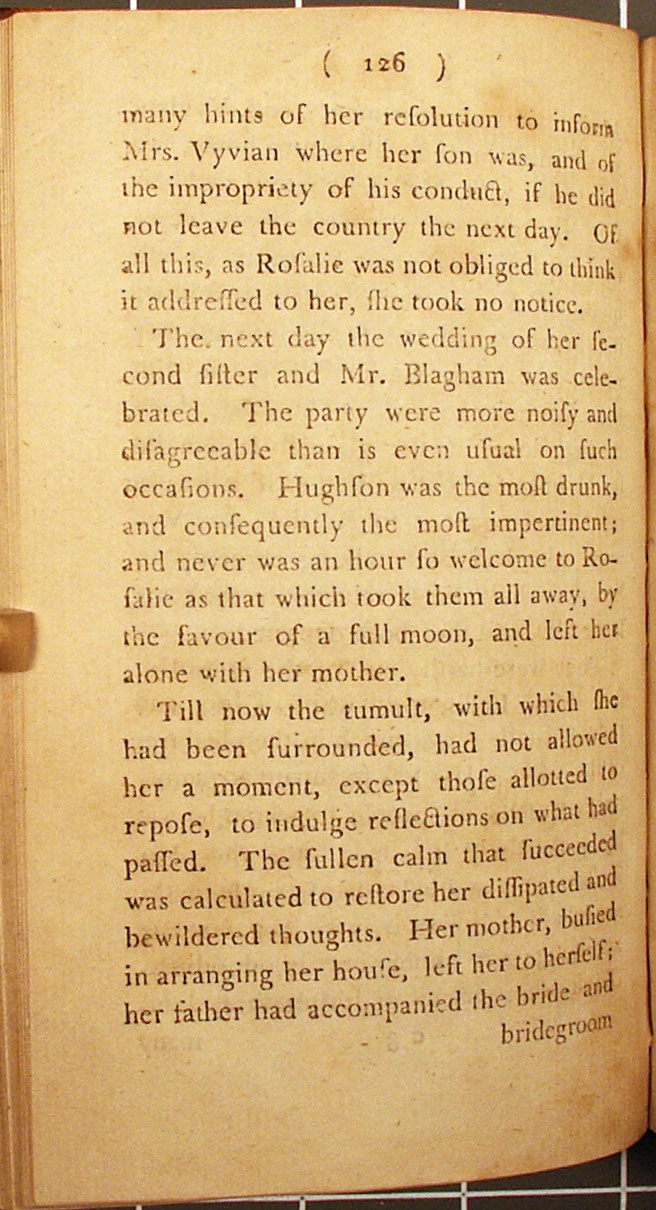 ( 126 )
many hints of her reſolution to inform
Mrs. Vyvian where her ſon was, and of
the impropriety of his conduct, if he did
not leave the country the next day. Of
all this, as Roſalie was not obliged to think
it addreſſed to her, ſhe took no notice.
The next day the wedding of her ſe-
cond ſiſter and Mr. Blagham was cele-
brated. The party were more noiſy and
diſagreeable than is even uſual on ſuch
occaſions. Hughſon was the moſt drunk,
and conſequently the moſt impertinent;
and never was an hour ſo welcome to Ro-
ſalie as that which took them all away, by
the favour of a full moon, and left her
alone with her mother.
Till now the tumult, with which ſhe
had been ſurrounded, had not allowed
her a moment, except thoſe allotted to
repoſe, to indulge reflections on what had
paſſed. The ſullen calm that ſucceeded
was calculated to reſtore her diſſipated and
bewildered thoughts. Her mother, buſied
in arranging her houſe, left her to herſelf;
her father had accompanied the bride and
bridegroom